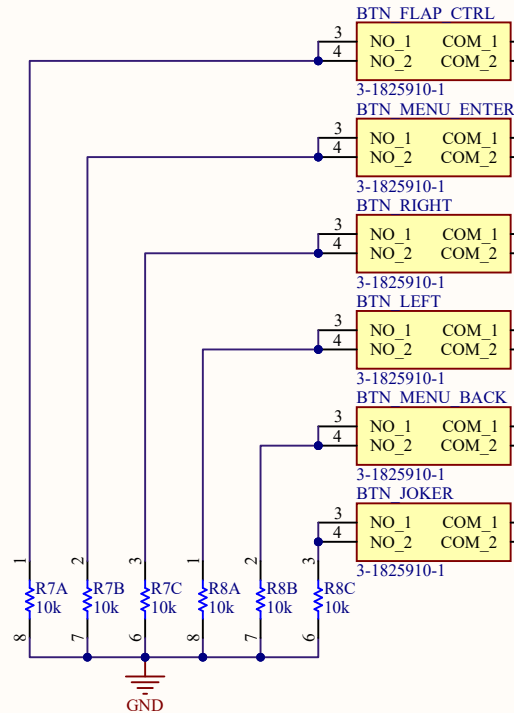 BTN_FLAP_CTRL
3 NO_1 COM_1
4 NO_2 COM_2
3-1825910-1
BTN_MENU_ENTER
3 NO_1 COM_1
4 NO_2 COM_2
3-1825910-1
BTN_RIGHT
3 NO_1 COM_1
4 NO_2 COM_2
3-1825910-1
BTN_LEFT
3 NO_1 COM_1
4 NO_2 COM_2
3-1825910-1
BTN_MENU_BACK
3 NO_1 COM_1
4 NO_2 COM_2
3-1825910-1
BTN_JOKER
3 NO_1 COM_1
4 NO_2 COM_2
3-1825910-1
1 2 3 1 2 3
R7A R7B R7C R8A R8B R8C
10k 10k 10k 10k 10k 10k
8 7 6 8 7 6
GND